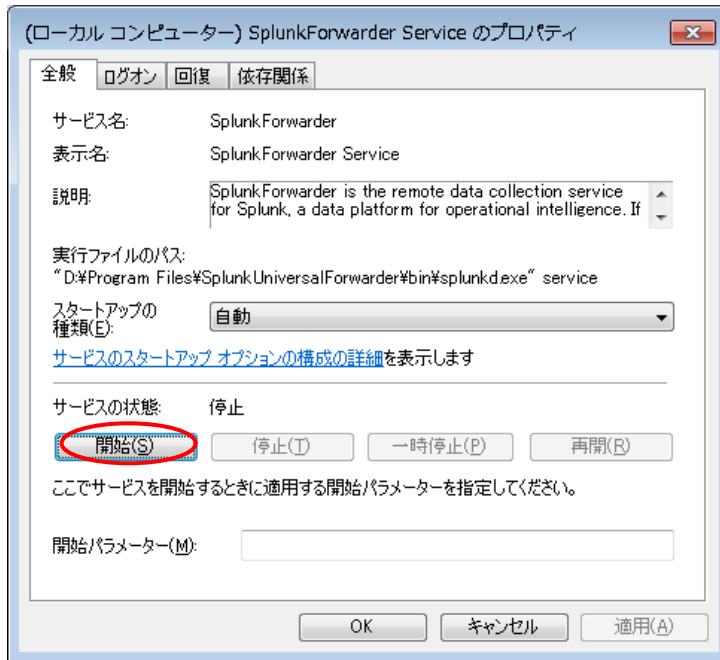 (ローカル コンピューター) SplunkForwarder Service のプロパティ
全般 ログオン 回復 依存関係
サービス名: SplunkForwarder
表示名: SplunkForwarder Service
説明: SplunkForwarder is the remote data collection service
for Splunk, a data platform for operational intelligence. If
実行ファイルのパス:
"D:¥Program Files¥SplunkUniversalForwarder¥bin¥splunkd.exe" service
スタートアップの
種類(E): 自動
サービスのスタートアップ オプションの構成の詳細を表示します
サービスの状態: 停止
開始(S) 停止(T) 一時停止(P) 再開(R)
ここでサービスを開始するときに適用する開始パラメーターを指定してください。
開始パラメーター(M):
OK キャンセル 適用(A)